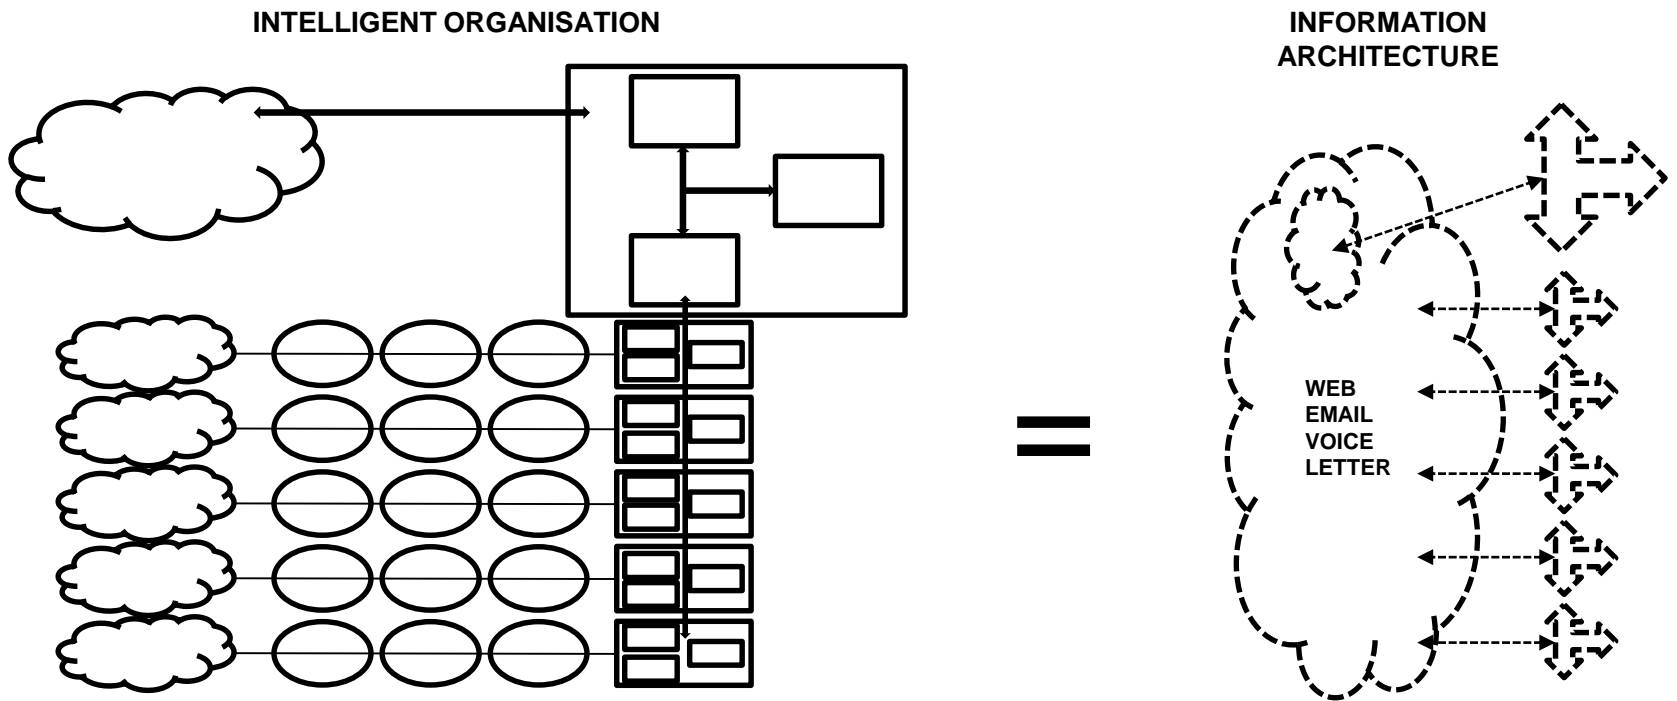 INTELLIGENT ORGANISATION
INFORMATION
ARCHITECTURE
WEB
EMAIL
VOICE
LETTER